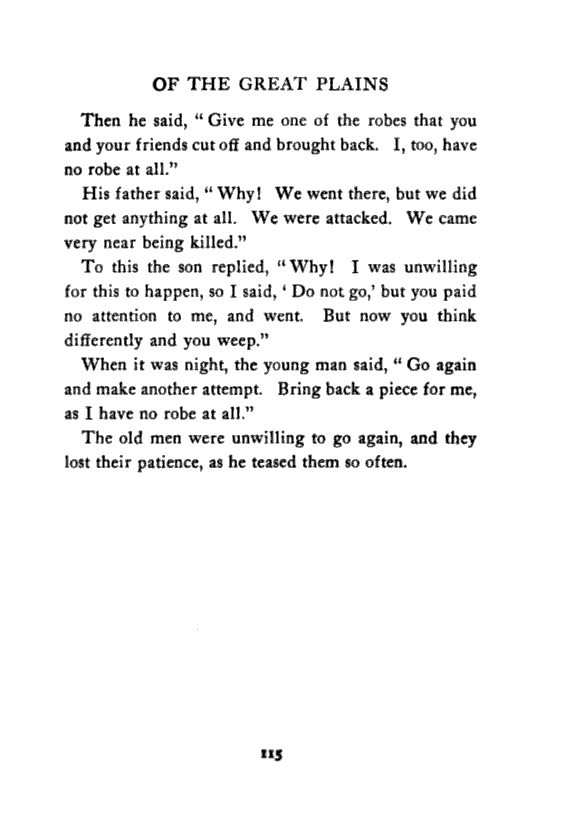 OF THE GREAT PLAINS
Then he said, “ Give me one of the robes that you
and your friends cut off and brought back. I, too, have
no robe at all.”
His father said, “ Why! We went there, but we did
not get anything at all. We were attacked. We came
very near being killed.”
To this the son replied, “ Why! I was unwilling
for this to happen, so I said, ‘ Do not go,’ but you paid
no attention to me, and went. But now you think
differently and you weep.”
When it was night, the young man said, “ Go again
and make another attempt. Bring back a piece for me,
as I have no robe at all.”
The old men were unwilling to go again, and they
lost their patience, as he teased them so often.
115